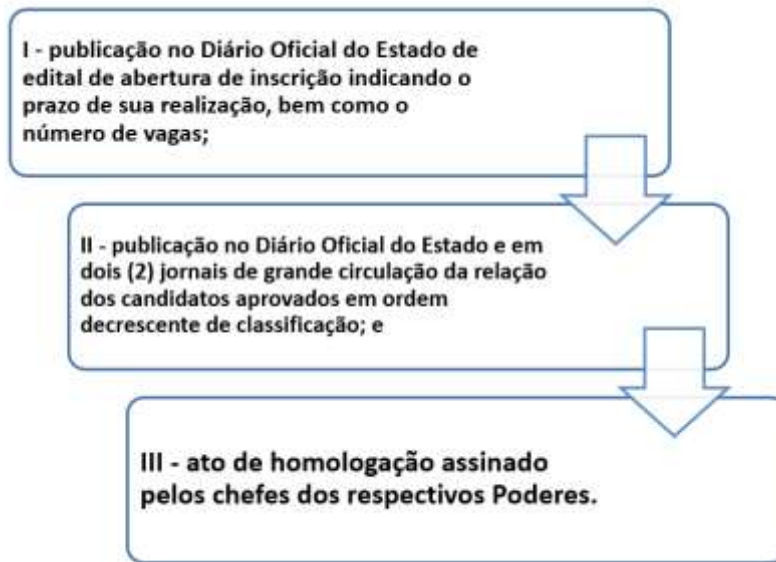 I - publicação no Diário Oficial do Estado de
edital de abertura de inscrição indicando o
prazo de sua realização, bem como o
número de vagas;
II - publicação no Diário Oficial do Estado e em
dois (2) jornais de grande circulação da relação
dos candidatos aprovados em ordem
decrescente de classificação; e
III - ato de homologação assinado
pelos chefes dos respectivos Poderes.